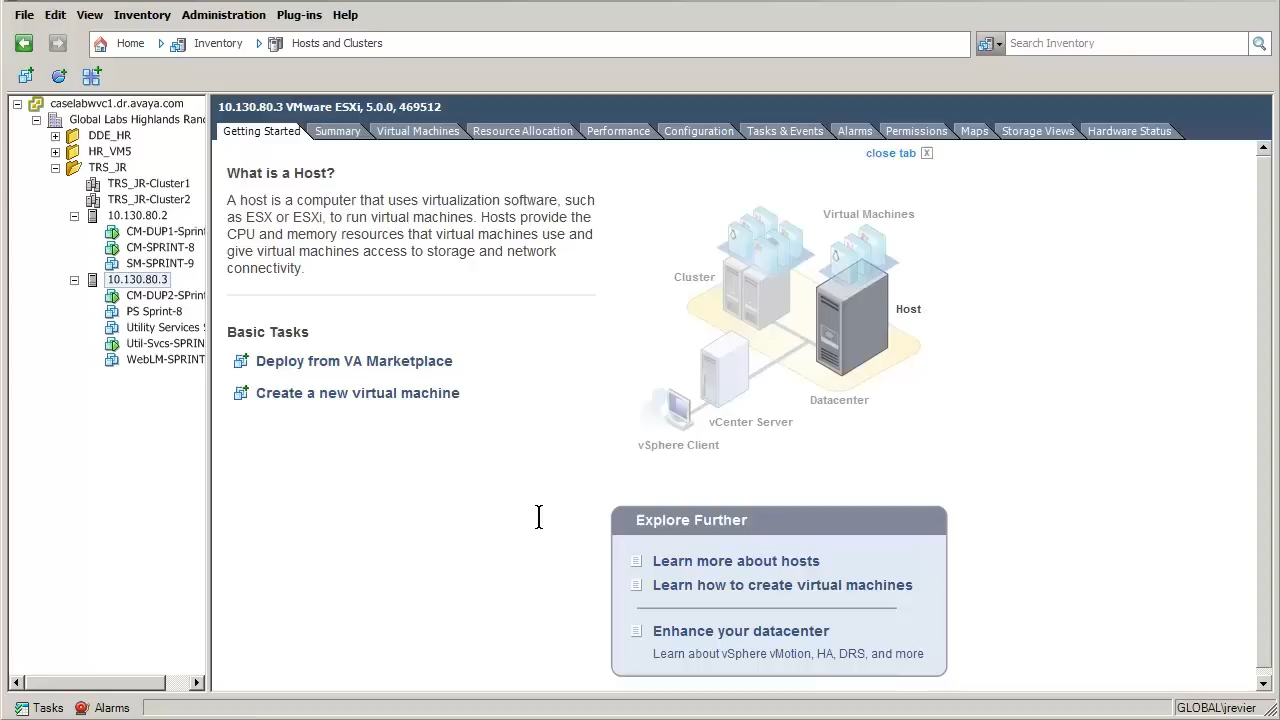 File Edit View Inventory Administration Plug-ins Help
Home Inventory Hosts and Clusters Search Inventory
caselabwvc1.dr.avaya.com
Global Labs Highlands Ran
DDE_HR
HR_VM5
TRS_JR
TRS_JR-Cluster1
TRS_JR-Cluster2
10.130.80.2
CM-DUP1-Sprint
CM-SPRINT-8
SM-SPRINT-9
10.130.80.3
CM-DUP2-SPrint
PS Sprint-8
Utility Services S
Util-Svcs-SPRINT
WebLM-SPRINT
10.130.80.3 VMware ESXi, 5.0.0, 469512
Getting Started Summary Virtual Machines Resource Allocation Performance Configuration Tasks & Events Alarms Permissions Maps Storage Views Hardware Status
close tab X
What is a Host?
A host is a computer that uses virtualization software, such
as ESX or ESXi, to run virtual machines. Hosts provide the
CPU and memory resources that virtual machines use and
give virtual machines access to storage and network
connectivity.
Basic Tasks
Deploy from VA Marketplace
Create a new virtual machine
Virtual Machines
Cluster
Host
Datacenter
vCenter Server
vSphere Client
Explore Further
Learn more about hosts
Learn how to create virtual machines
Enhance your datacenter
Learn about vSphere vMotion, HA, DRS, and more
Tasks Alarms GLOBAL\jrevier